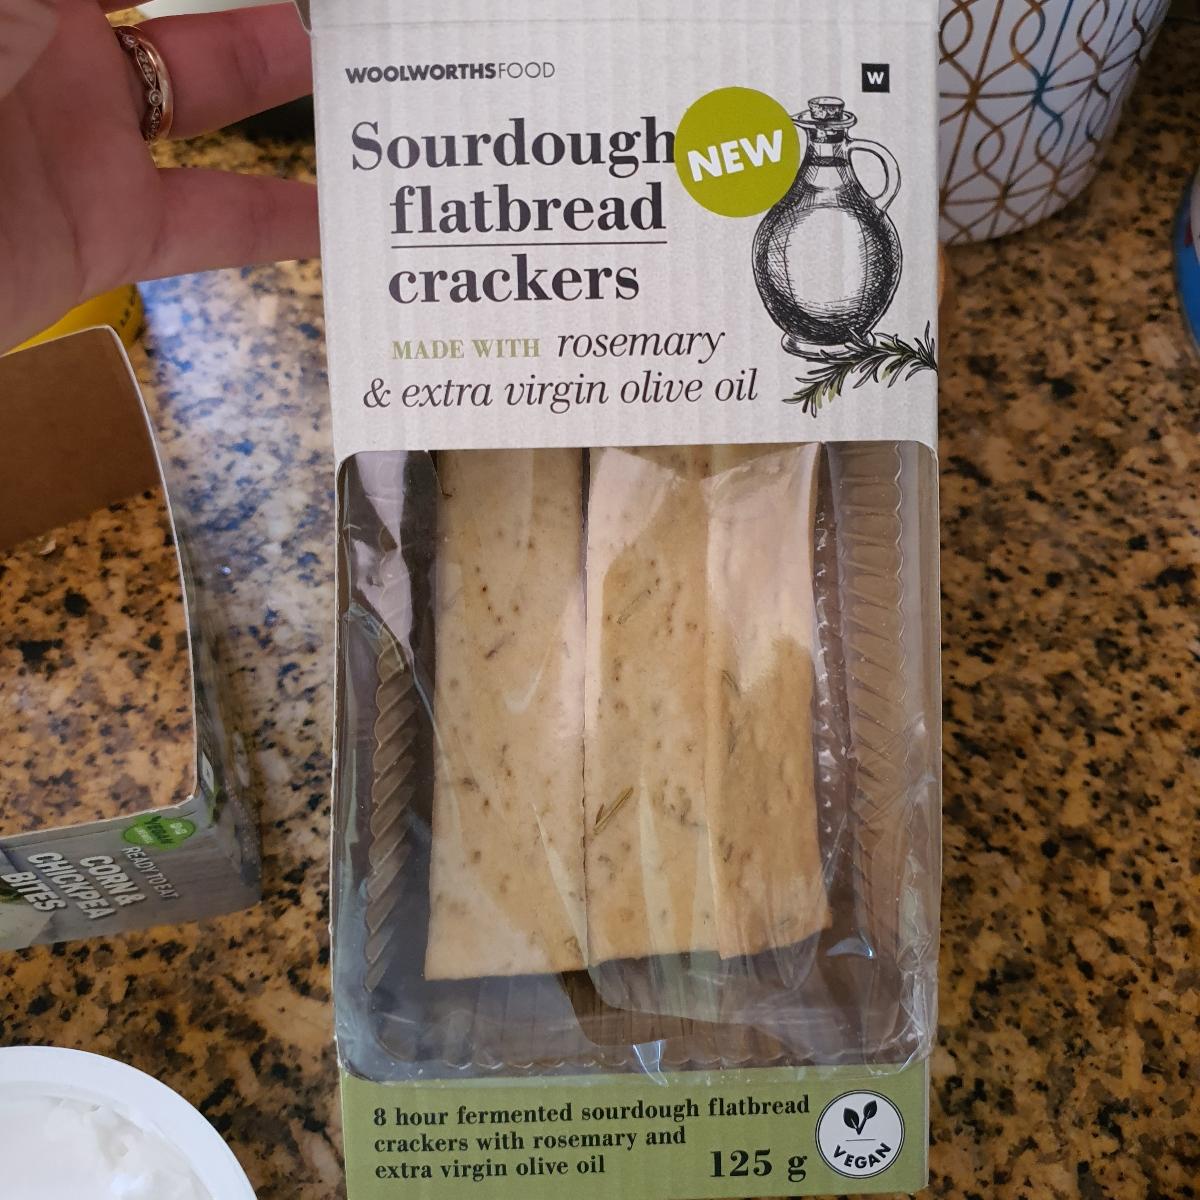 WOOLWORTHSFOOD
W
Sourdough
flatbread
crackers
NEW
MADE WITH rosemary
& extra virgin olive oil
8 hour fermented sourdough flatbread
crackers with rosemary and
extra virgin olive oil
125 g
VEGAN
VEGAN
READY TO EAT
CORN &
CHICKPEA
BITES